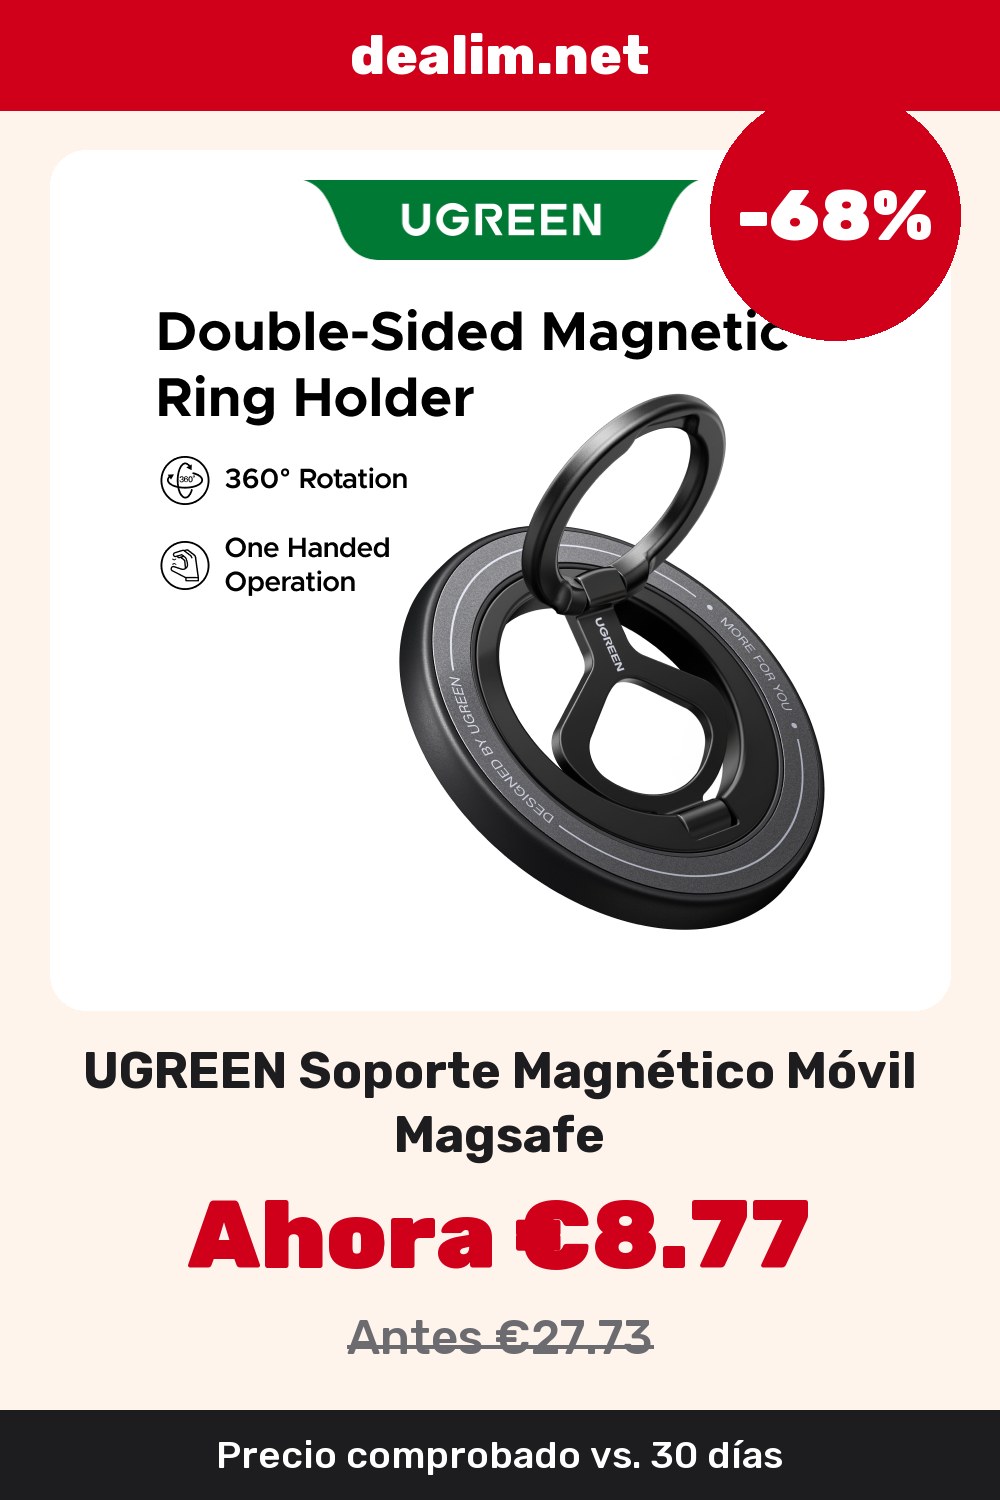 dealim.net
-68%
UGREEN
Double-Sided Magnetic
Ring Holder
360°
360° Rotation
One Handed
Operation
UGREEN
MORE FOR YOU
DESIGNED BY UGREEN
UGREEN Soporte Magnético Móvil
Magsafe
Ahora €8.77
Antes €27.73
Precio comprobado vs. 30 días